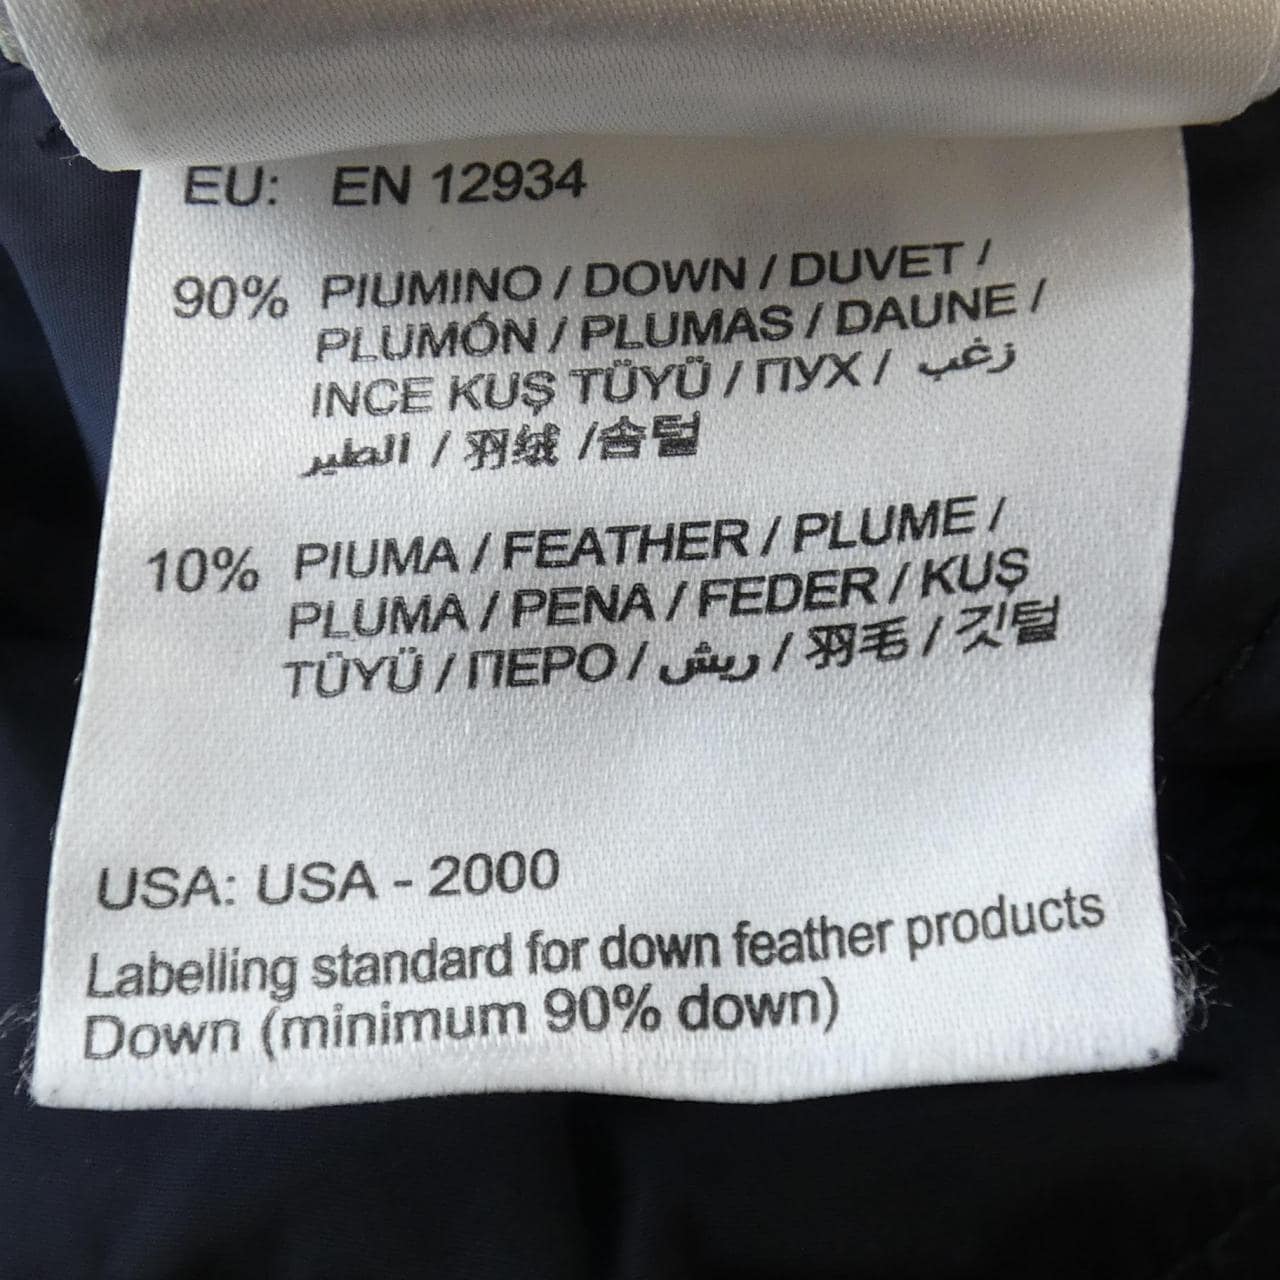 EU: EN 12934
90% PIUMINO / DOWN / DUVET /
PLUMÓN / PLUMAS / DAUNE /
INCE KUŞ TÜYÜ / ПУХ / زغب
الطير / 羽绒 /솜털
10% PIUMA / FEATHER / PLUME /
PLUMA / PENA / FEDER / KUŞ
TÜYÜ / ПЕРО / ريش / 羽毛 / 깃털
USA: USA - 2000
Labelling standard for down feather products
Down (minimum 90% down)